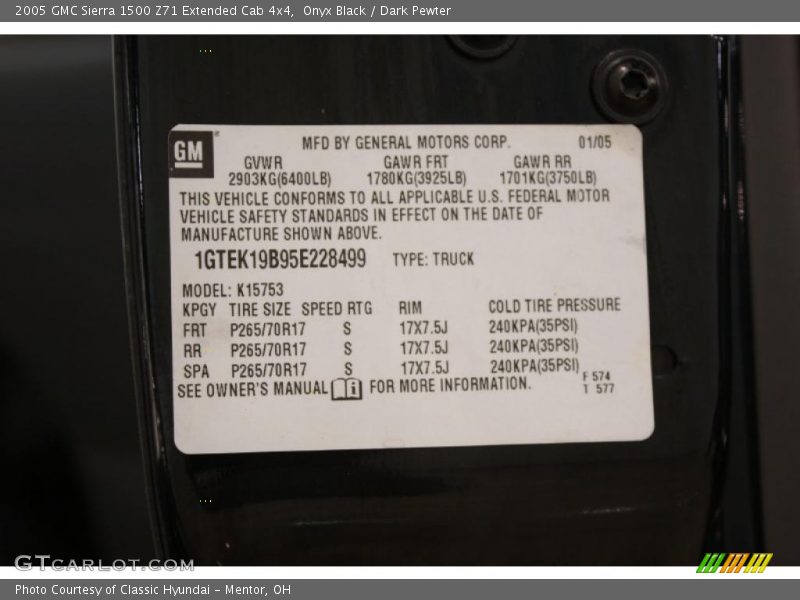 2005 GMC Sierra 1500 Z71 Extended Cab 4x4, Onyx Black / Dark Pewter
GM
MFD BY GENERAL MOTORS CORP. 01/05
GVWR GAWR FRT GAWR RR
2903KG(6400LB) 1780KG(3925LB) 1701KG(3750LB)
THIS VEHICLE CONFORMS TO ALL APPLICABLE U.S. FEDERAL MOTOR
VEHICLE SAFETY STANDARDS IN EFFECT ON THE DATE OF
MANUFACTURE SHOWN ABOVE.
1GTEK19B95E228499 TYPE: TRUCK
MODEL: K15753
KPGY TIRE SIZE SPEED RTG RIM COLD TIRE PRESSURE
FRT P265/70R17 S 17X7.5J 240KPA(35PSI)
RR P265/70R17 S 17X7.5J 240KPA(35PSI)
SPA P265/70R17 S 17X7.5J 240KPA(35PSI)
SEE OWNER'S MANUAL FOR MORE INFORMATION.
F 574
T 577
GTCARLOT.COM
Photo Courtesy of Classic Hyundai - Mentor, OH